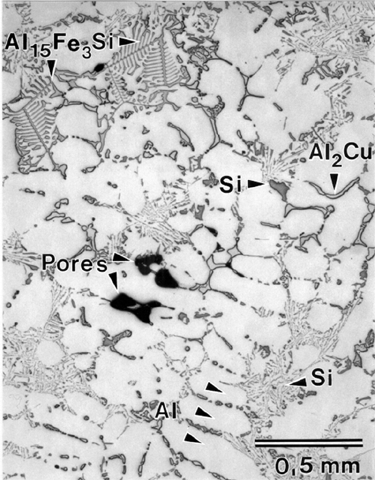 Al₁₅Fe₃Si
Al₂Cu
Si
Pores
Si
Al
0,5 mm